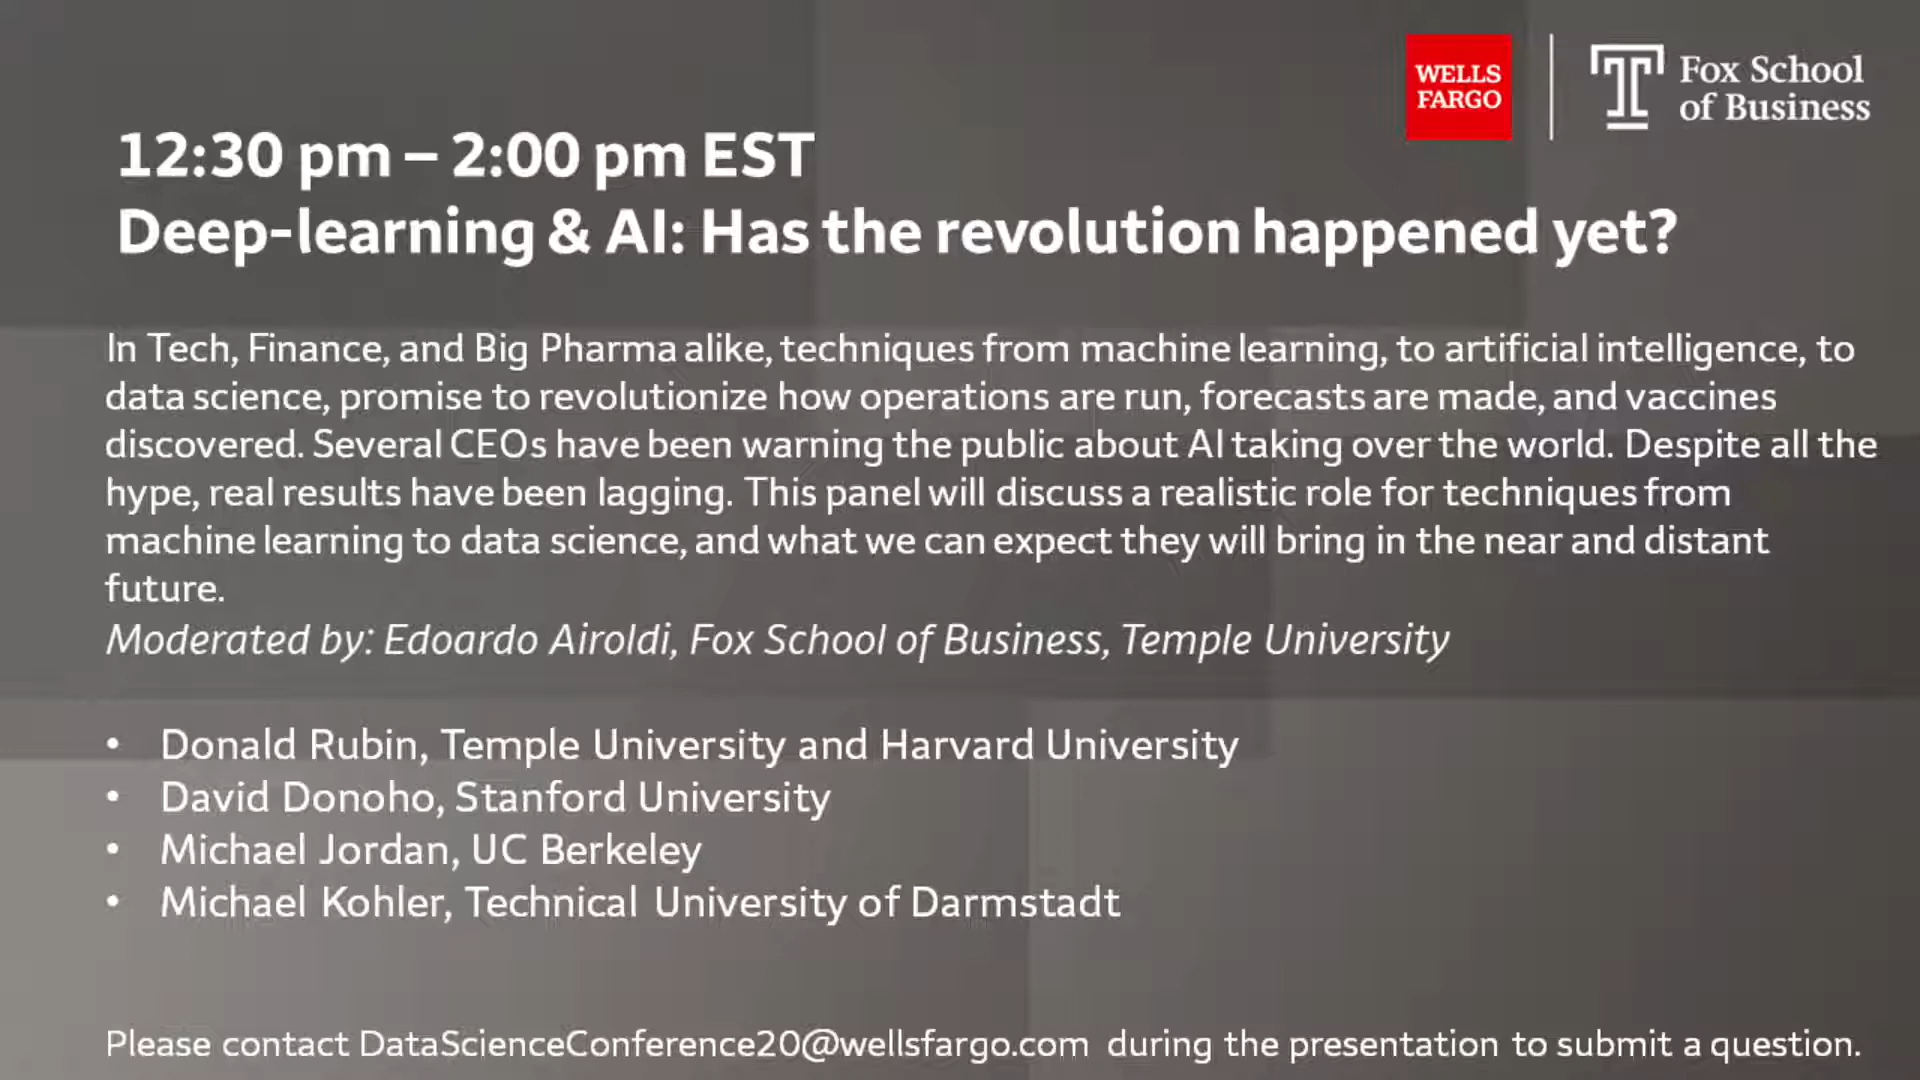 WELLS
FARGO
Fox School
of Business
12:30 pm – 2:00 pm EST
Deep-learning & AI: Has the revolution happened yet?
In Tech, Finance, and Big Pharma alike, techniques from machine learning, to artificial intelligence, to
data science, promise to revolutionize how operations are run, forecasts are made, and vaccines
discovered. Several CEOs have been warning the public about AI taking over the world. Despite all the
hype, real results have been lagging. This panel will discuss a realistic role for techniques from
machine learning to data science, and what we can expect they will bring in the near and distant
future.
Moderated by: Edoardo Airoldi, Fox School of Business, Temple University
• Donald Rubin, Temple University and Harvard University
• David Donoho, Stanford University
• Michael Jordan, UC Berkeley
• Michael Kohler, Technical University of Darmstadt
Please contact DataScienceConference20@wellsfargo.com during the presentation to submit a question.